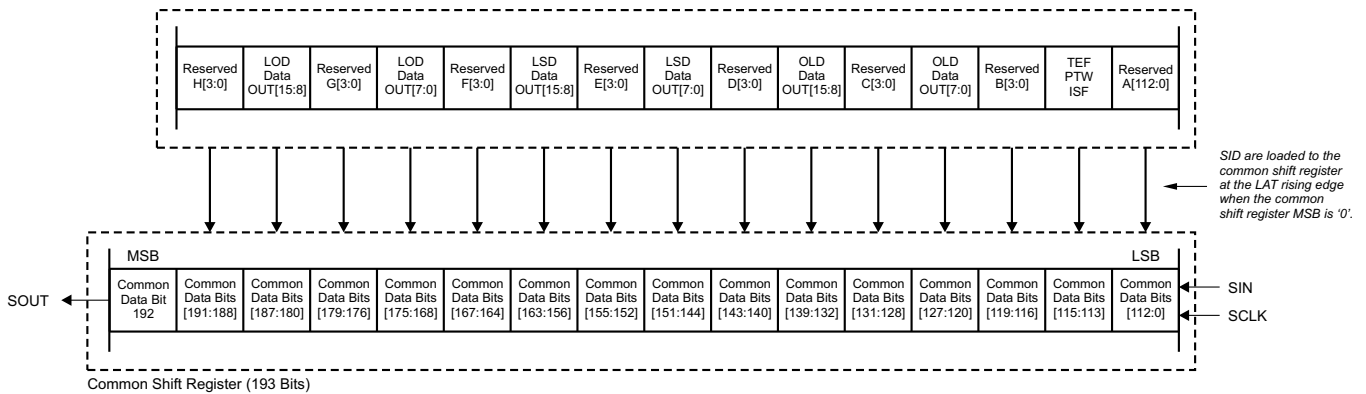 Reserved
H[3:0]
LOD
Data
OUT[15:8]
Reserved
G[3:0]
LOD
Data
OUT[7:0]
Reserved
F[3:0]
LSD
Data
OUT[15:8]
Reserved
E[3:0]
LSD
Data
OUT[7:0]
Reserved
D[3:0]
OLD
Data
OUT[15:8]
Reserved
C[3:0]
OLD
Data
OUT[7:0]
Reserved
B[3:0]
TEF
PTW
ISF
Reserved
A[112:0]
SID are loaded to the
common shift register
at the LAT rising edge
when the common
shift register MSB is ‘0’.
MSB
LSB
SOUT
Common
Data Bit
192
Common
Data Bits
[191:188]
Common
Data Bits
[187:180]
Common
Data Bits
[179:176]
Common
Data Bits
[175:168]
Common
Data Bits
[167:164]
Common
Data Bits
[163:156]
Common
Data Bits
[155:152]
Common
Data Bits
[151:144]
Common
Data Bits
[143:140]
Common
Data Bits
[139:132]
Common
Data Bits
[131:128]
Common
Data Bits
[127:120]
Common
Data Bits
[119:116]
Common
Data Bits
[115:113]
Common
Data Bits
[112:0]
SIN
SCLK
Common Shift Register (193 Bits)